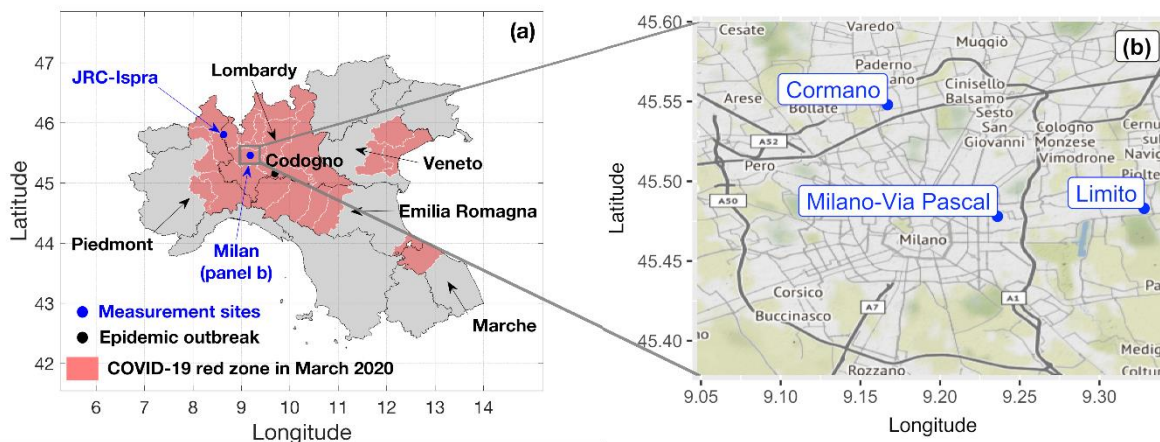 (a)
47
46
45
44
43
42
Latitude
6 7 8 9 10 11 12 13 14
Longitude
JRC-Ispra
Lombardy
Codogno
Veneto
Emilia Romagna
Piedmont
Milan
(panel b)
Marche
Measurement sites
Epidemic outbreak
COVID-19 red zone in March 2020
(b)
45.60
45.55
45.50
45.45
45.40
Latitude
9.05 9.10 9.15 9.20 9.25 9.30
Longitude
Cesate
Varedo
Muggiò
Paderno
Cormano
Arese
Bollate
Cinisello
Balsamo
Sesto
San
Giovanni
Cologno
Monzese
Vimodrone
A52
Pero
A50
Milano-Via Pascal
Limito
Milano
Corsico
Buccinasco
A7
A1
Rozzano